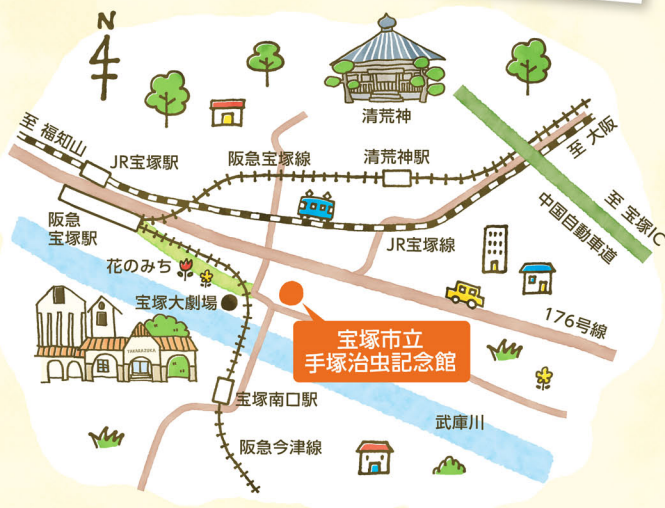 N
清荒神
至 福知山
JR宝塚駅
阪急宝塚線
清荒神駅
至 大阪
至 宝塚IC
中国自動車道
阪急
宝塚駅
JR宝塚線
花のみち
宝塚大劇場
176号線
宝塚市立
手塚治虫記念館
宝塚南口駅
武庫川
阪急今津線